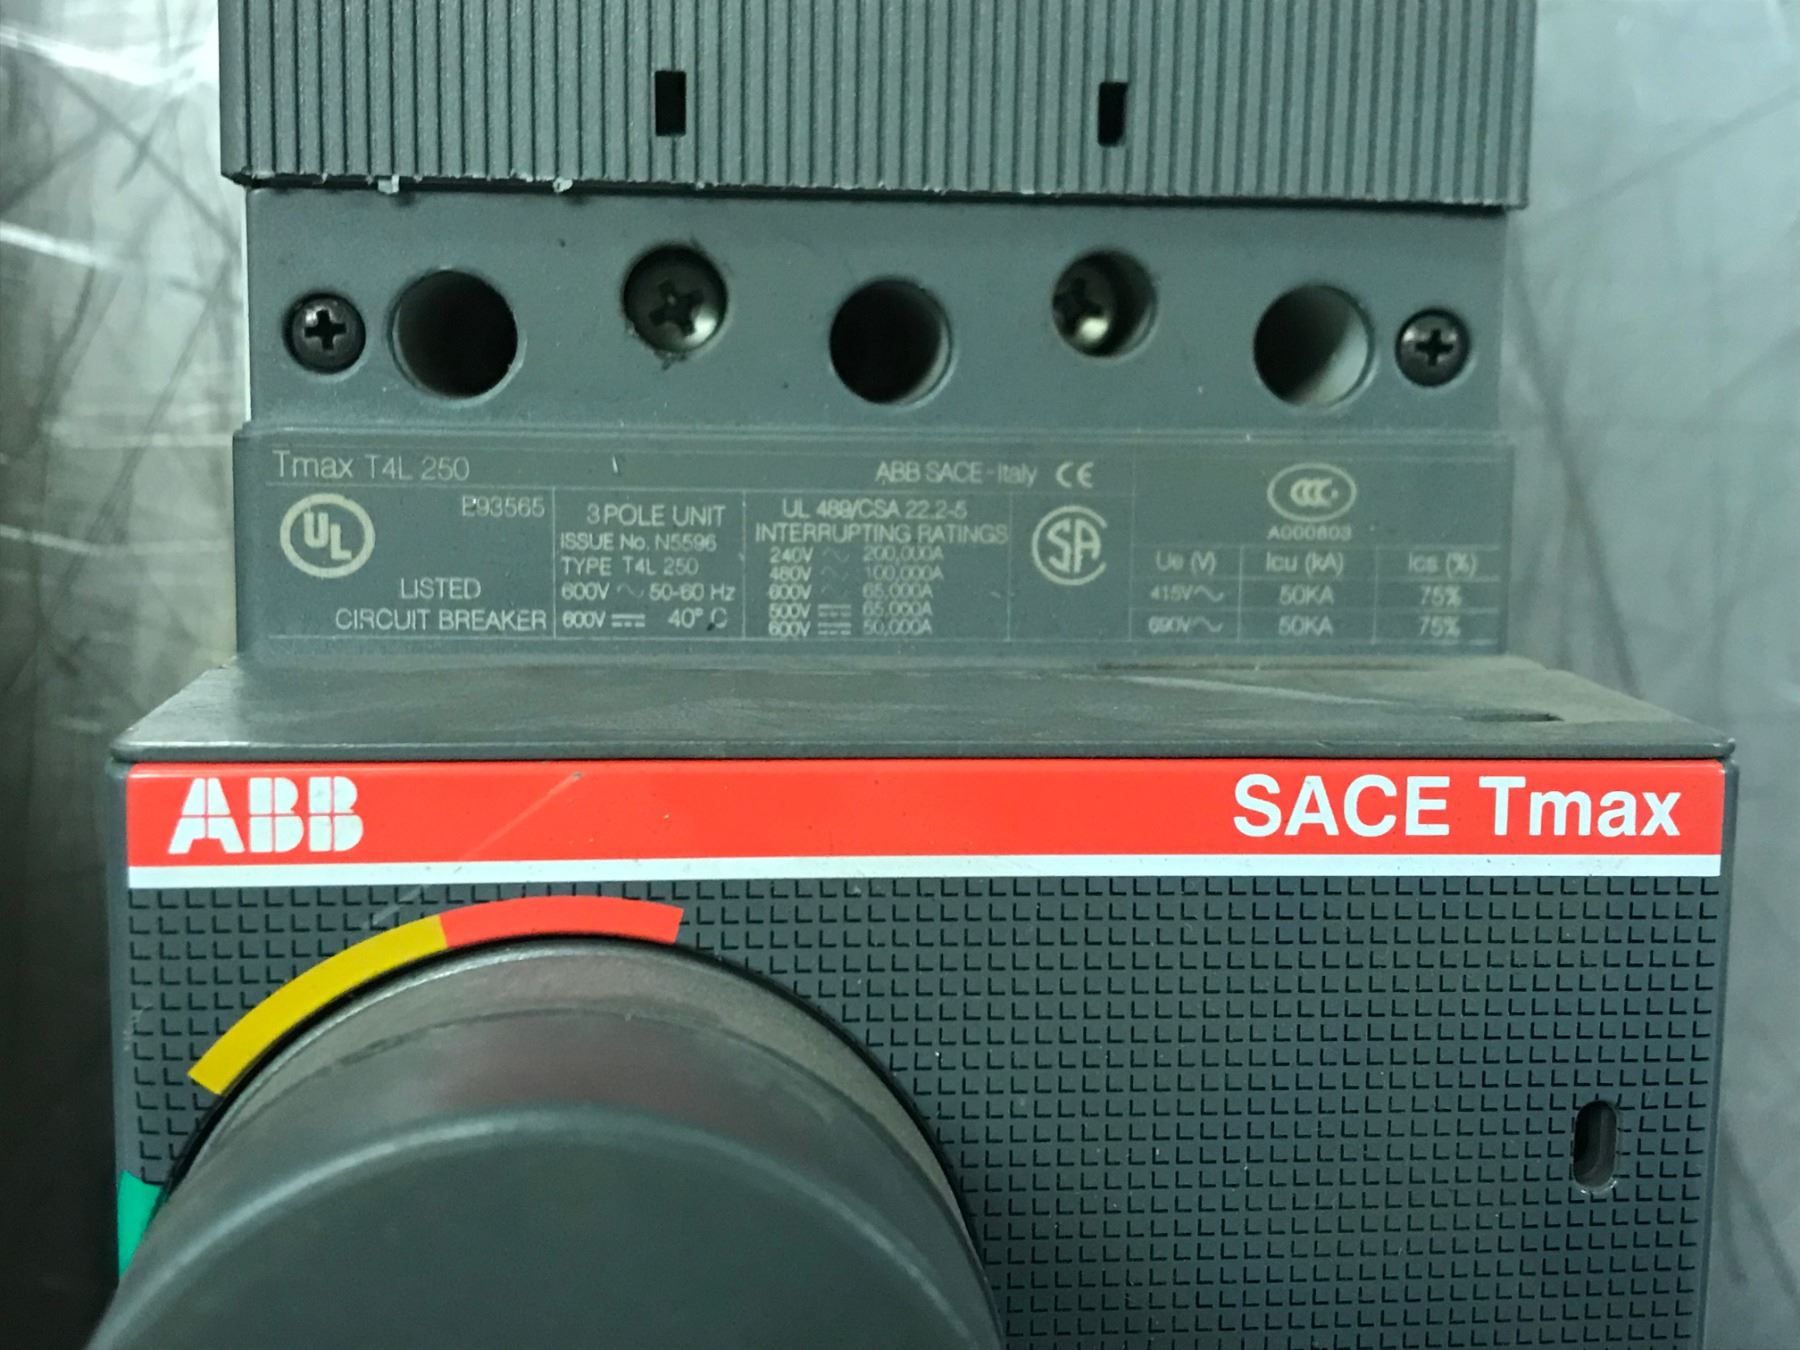 Tmax T4L 250
ABB SACE-Italy CE
UL
E93565
LISTED
CIRCUIT BREAKER
3 POLE UNIT
ISSUE No. N5596
TYPE T4L 250
600V ~ 50-60 Hz
600V ⎓ 40° C
UL 489/CSA 22.2-5
INTERRUPTING RATINGS
240V ~ 200,000A
480V ~ 100,000A
600V ~ 65,000A
500V ⎓ 65,000A
600V ⎓ 50,000A
SA
CCC
A000803
Ue (V) Icu (kA) Ics (%)
415V~ 50KA 75%
690V~ 50KA 75%
ABB SACE Tmax